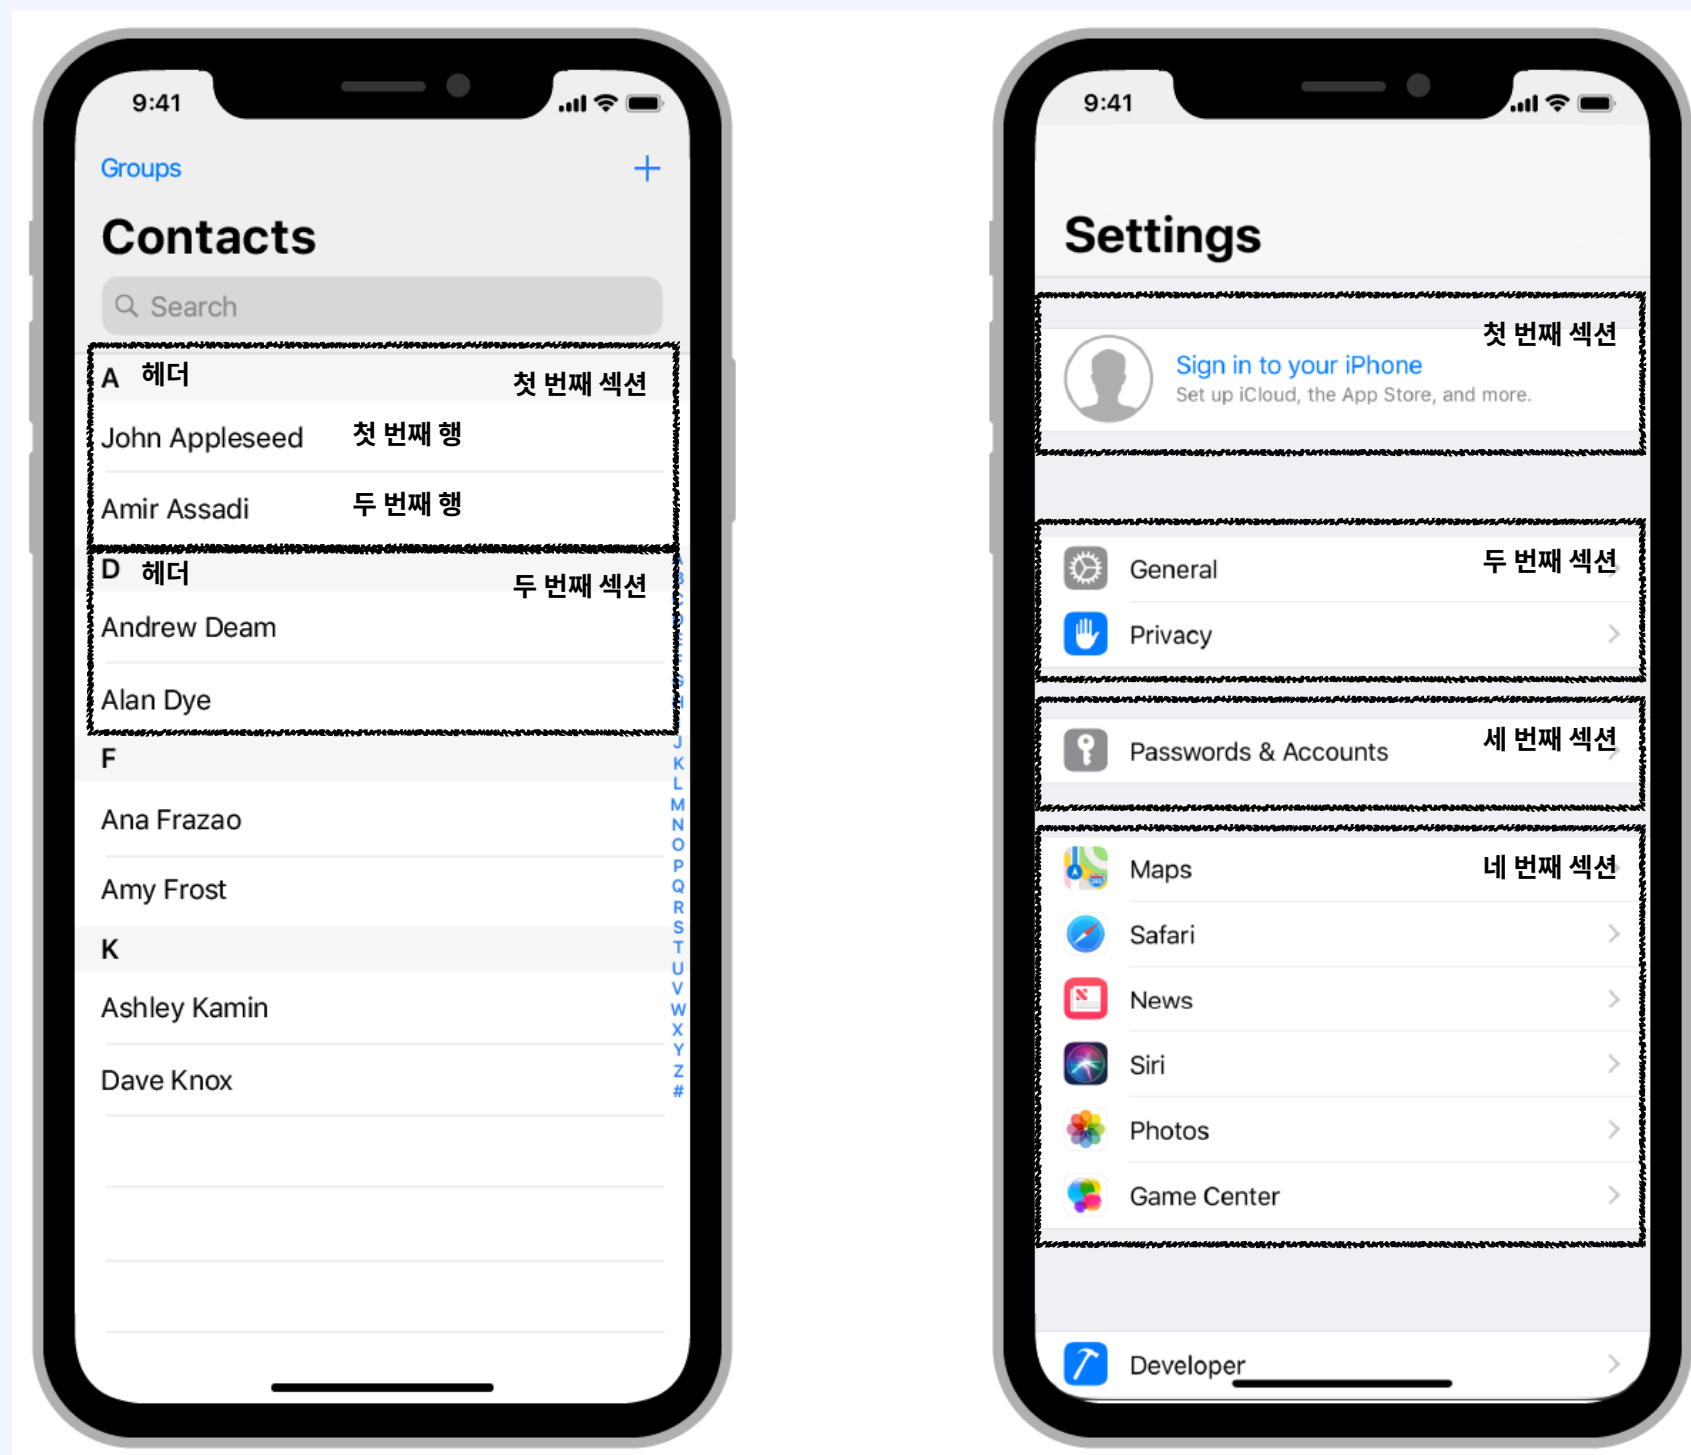 9:41
Groups
Contacts
Search
A 헤더 첫 번째 섹션
John Appleseed 첫 번째 행
Amir Assadi 두 번째 행
D 헤더 두 번째 섹션
Andrew Deam
Alan Dye
F
Ana Frazao
Amy Frost
K
Ashley Kamin
Dave Knox
J
K
L
M
N
O
P
Q
R
S
T
U
V
W
X
Y
Z
#
9:41
Settings
첫 번째 섹션
Sign in to your iPhone
Set up iCloud, the App Store, and more.
General 두 번째 섹션
Privacy
Passwords & Accounts 세 번째 섹션
Maps 네 번째 섹션
Safari
News
Siri
Photos
Game Center
Developer